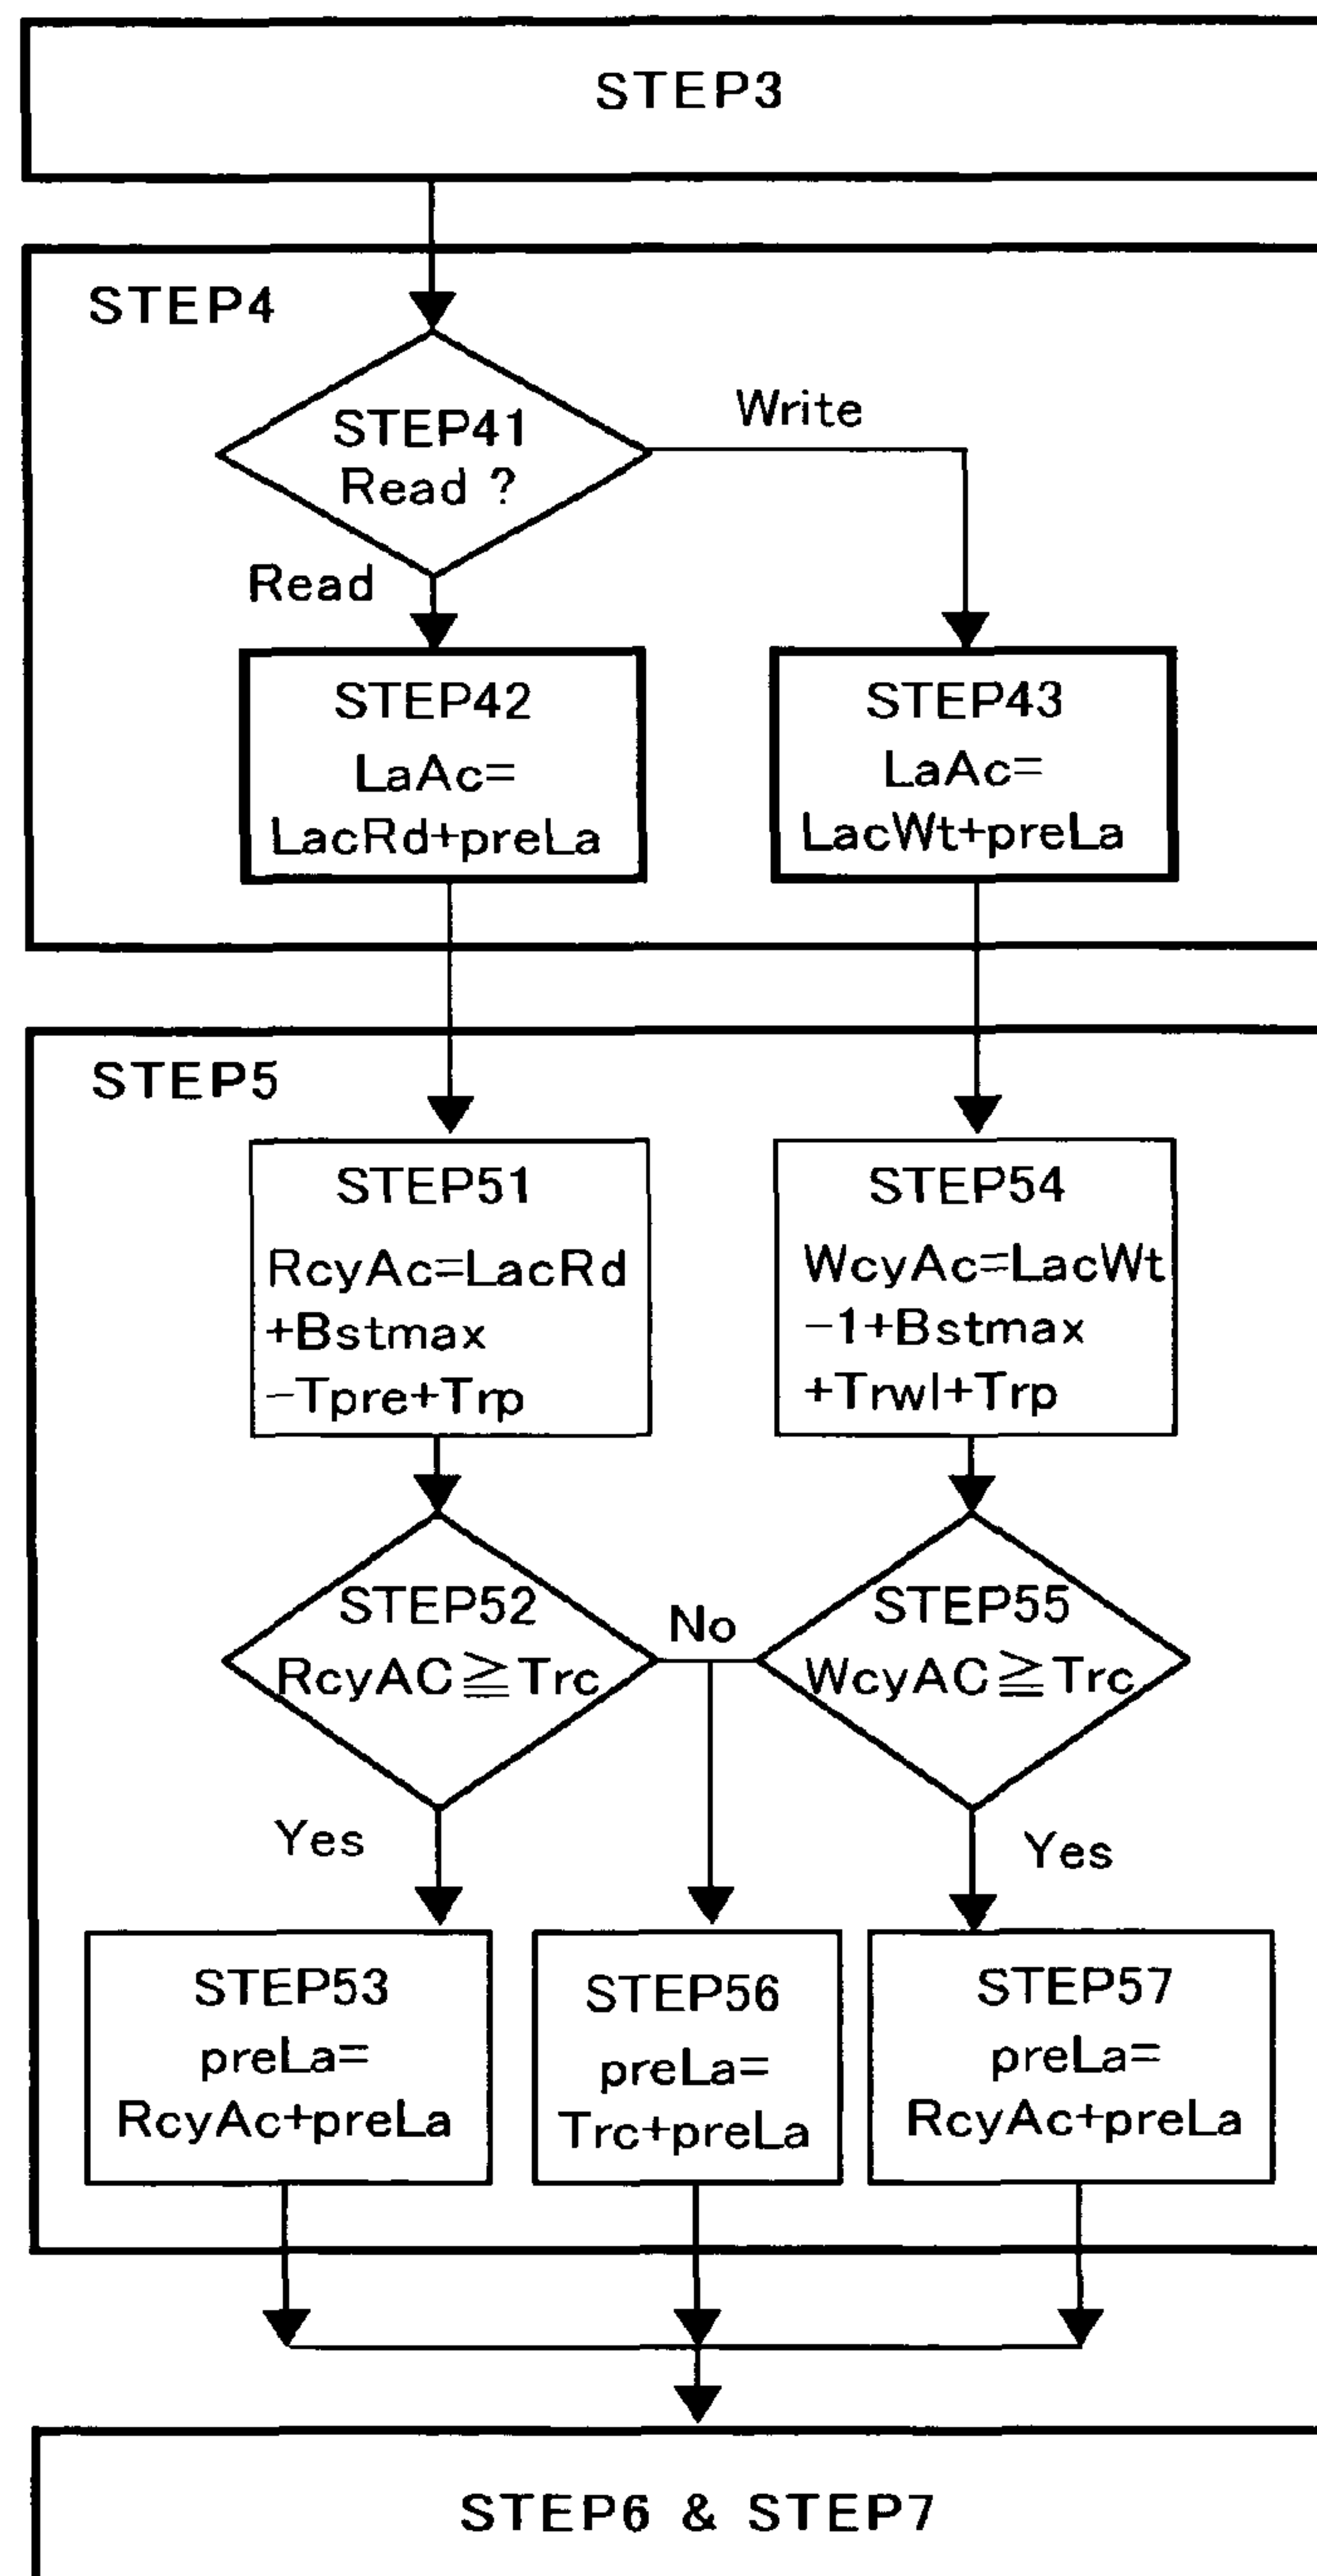 STEP3
STEP4
STEP41
Read ?
Write
Read
STEP42
LaAc=
LacRd+preLa
STEP43
LaAc=
LacWt+preLa
STEP5
STEP51
RcyAc=LacRd
+Bstmax
-Tpre+Trp
STEP54
WcyAc=LacWt
-1+Bstmax
+Trwl+Trp
STEP52
RcyAC≧Trc
No
STEP55
WcyAC≧Trc
Yes
Yes
STEP53
preLa=
RcyAc+preLa
STEP56
preLa=
Trc+preLa
STEP57
preLa=
RcyAc+preLa
STEP6 & STEP7